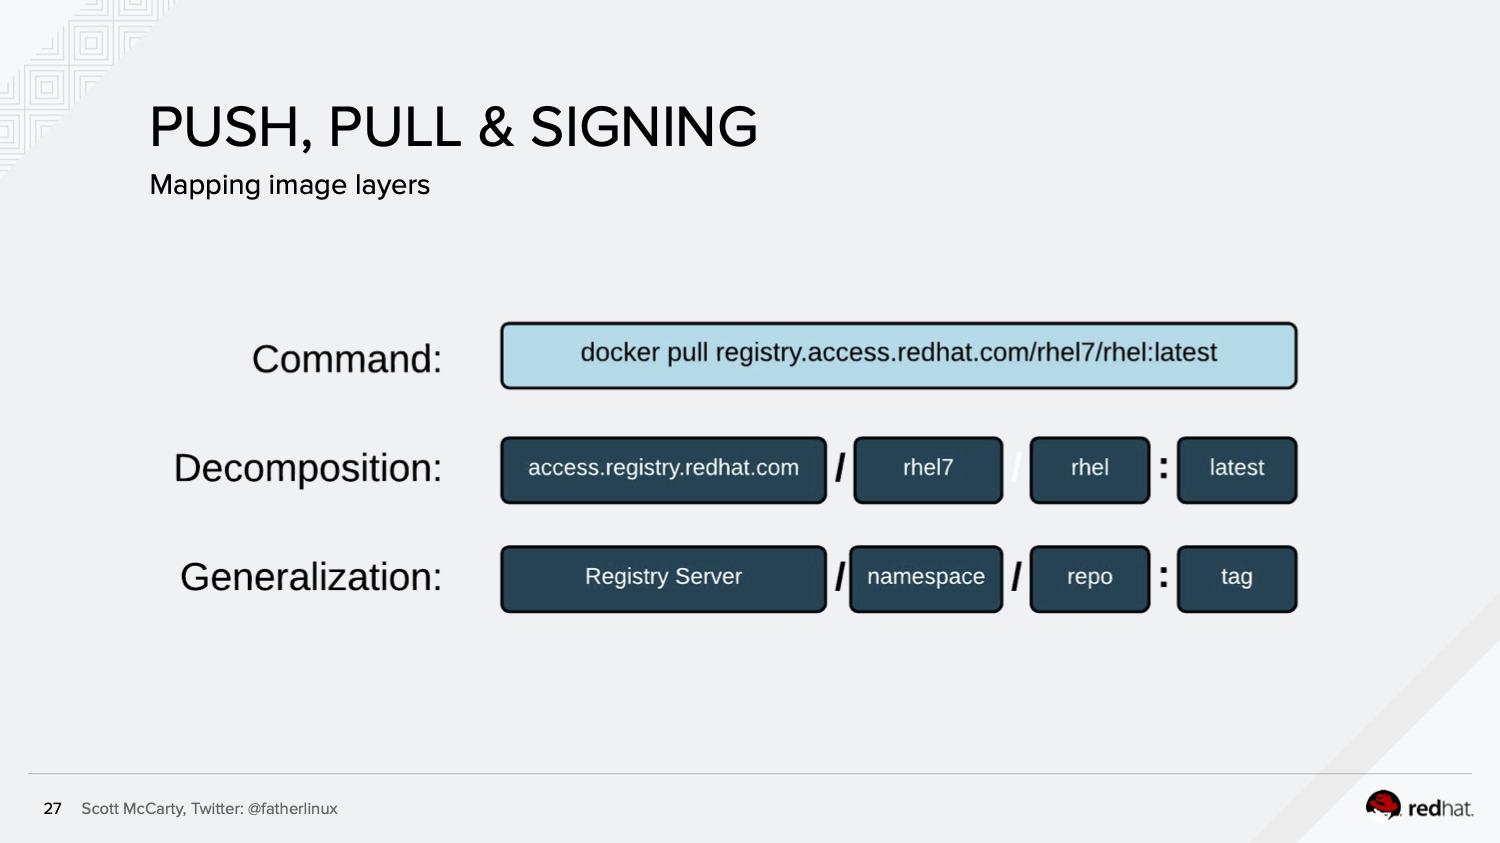 PUSH, PULL & SIGNING
Mapping image layers
Command: docker pull registry.access.redhat.com/rhel7/rhel:latest
Decomposition: access.registry.redhat.com / rhel7 / rhel : latest
Generalization: Registry Server / namespace / repo : tag
27 Scott McCarty, Twitter: @fatherlinux
redhat.